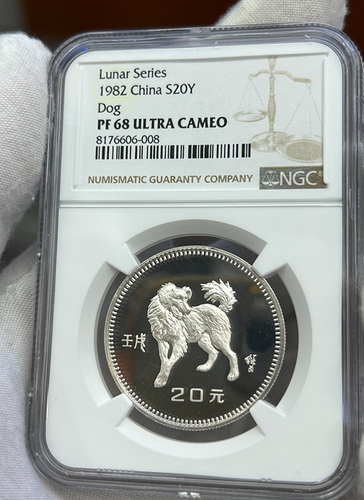 Lunar Series
1982 China S20Y
Dog
PF 68 ULTRA CAMEO
8176606-008
NUMISMATIC GUARANTY COMPANY
NGC
壬戌
20元